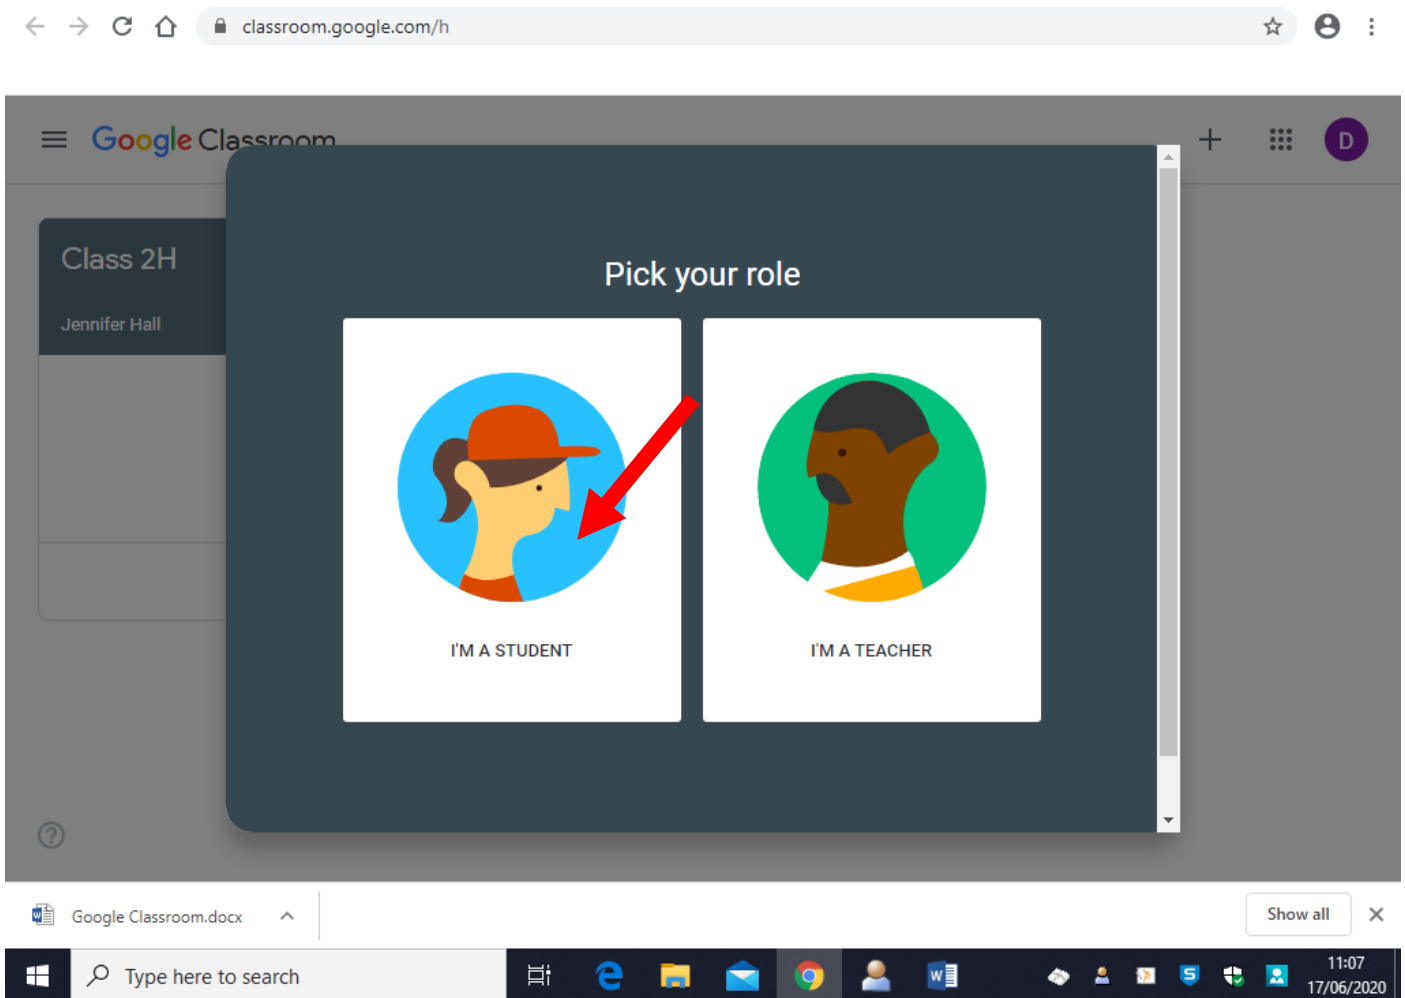 classroom.google.com/h
Google Classroom
D
Class 2H
Jennifer Hall
Pick your role
I'M A STUDENT
I'M A TEACHER
Google Classroom.docx
Show all
Type here to search
11:07
17/06/2020